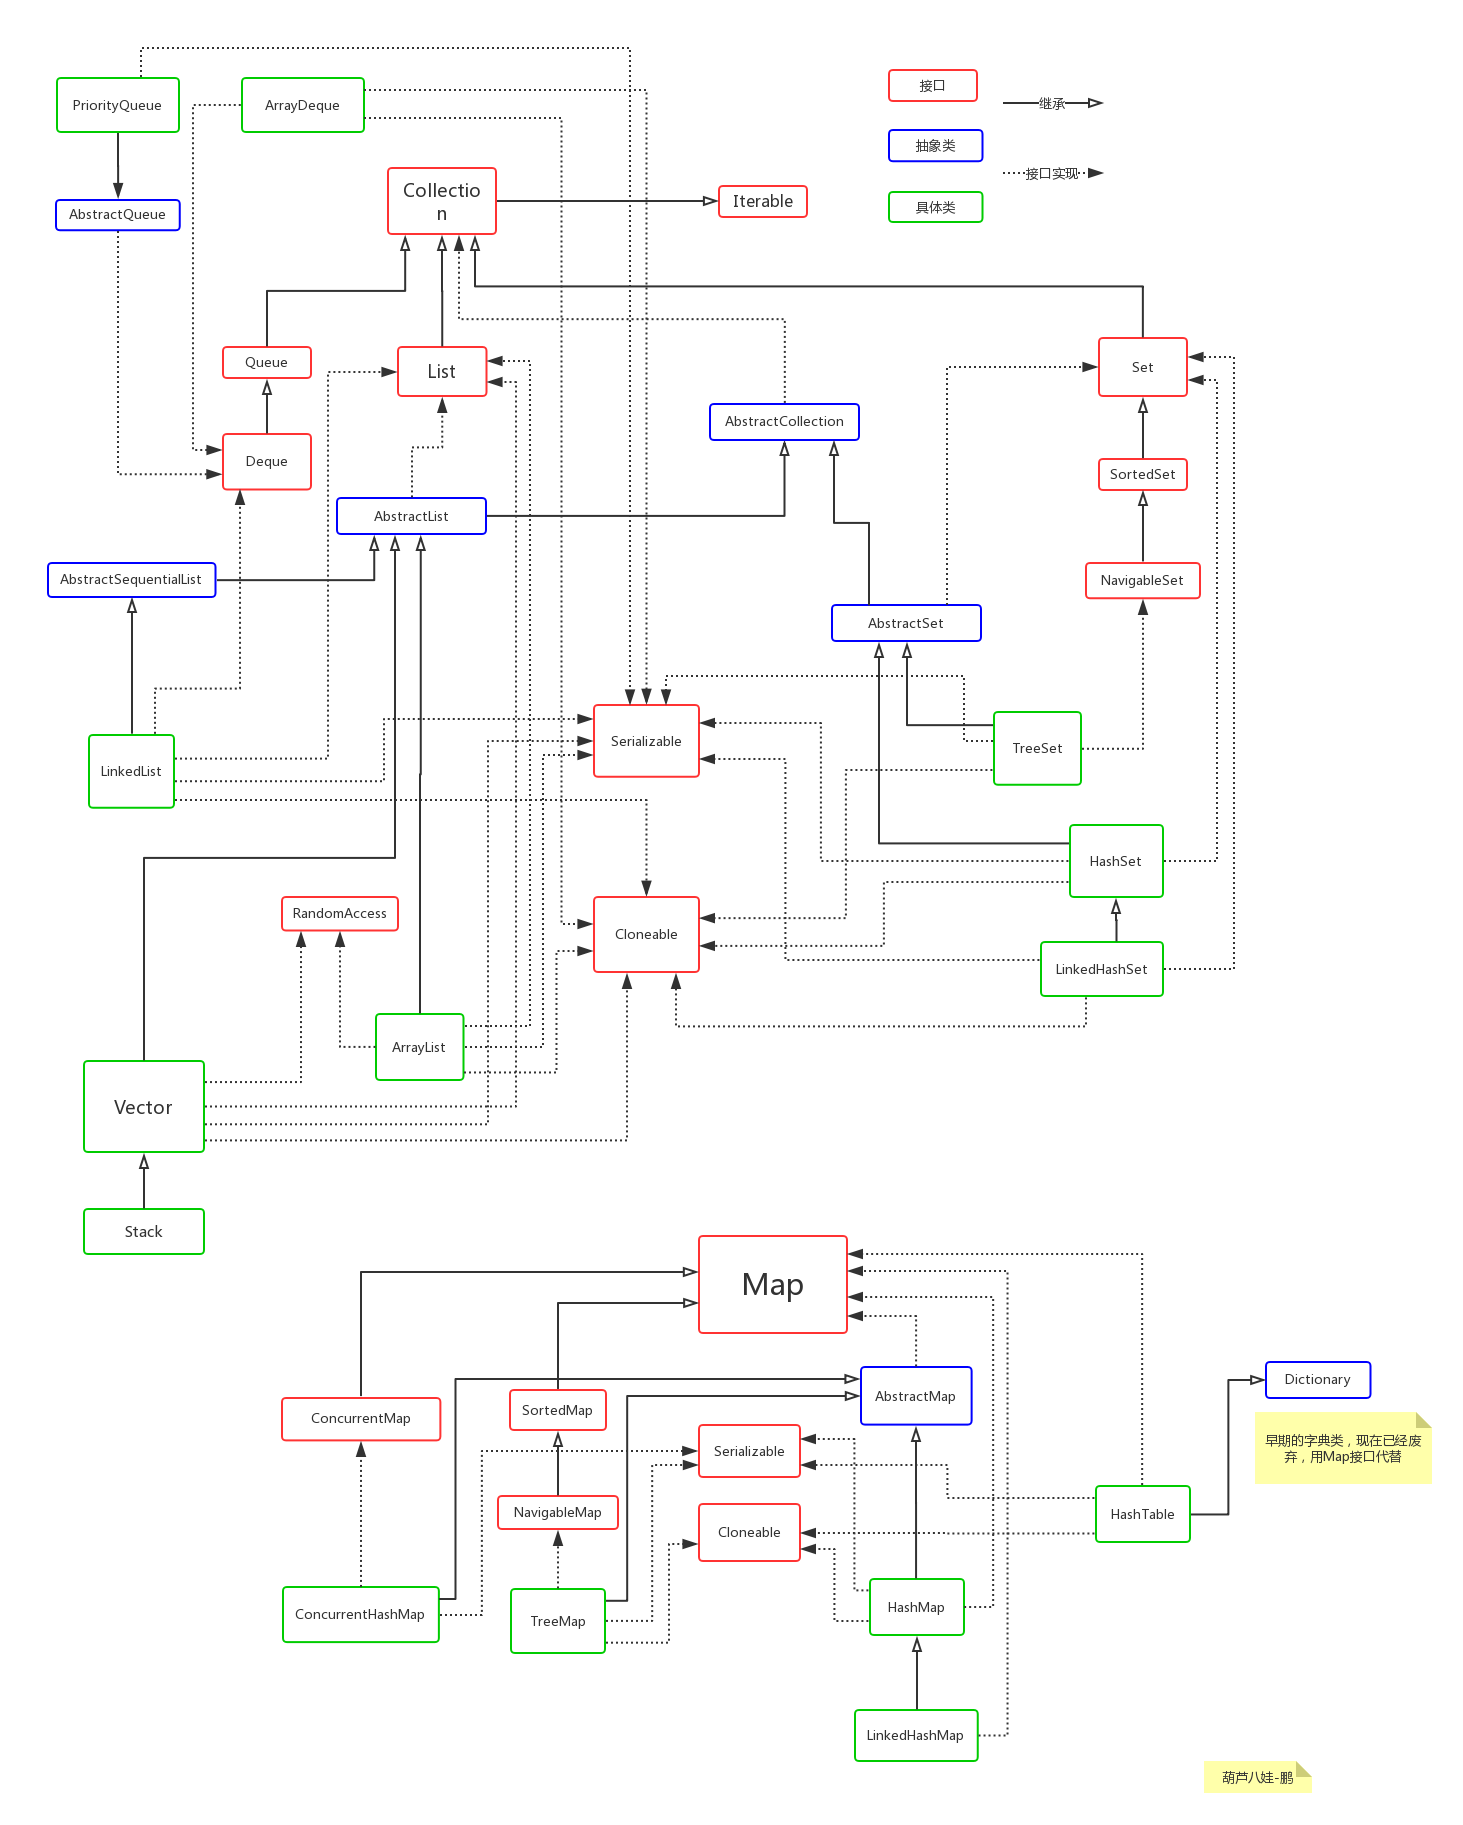 接口
继承
PriorityQueue
ArrayDeque
抽象类
接口实现
Collectio
n
Iterable
具体类
AbstractQueue
Queue
List
Set
AbstractCollection
Deque
SortedSet
AbstractList
AbstractSequentialList
NavigableSet
AbstractSet
Serializable
TreeSet
LinkedList
HashSet
RandomAccess
Cloneable
LinkedHashSet
ArrayList
Vector
Stack
Map
Dictionary
AbstractMap
ConcurrentMap
SortedMap
早期的字典类，现在已经废
弃，用Map接口代替
Serializable
NavigableMap
HashTable
Cloneable
ConcurrentHashMap
TreeMap
HashMap
LinkedHashMap
葫芦八娃-鹏